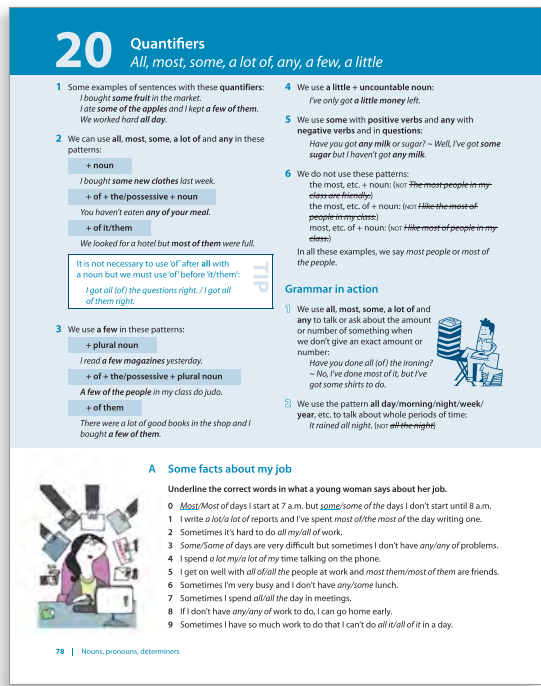 20
Quantifiers
All, most, some, a lot of, any, a few, a little
1 Some examples of sentences with these quantifiers:
I bought some fruit in the market.
I ate some of the apples and I kept a few of them.
We worked hard all day.
2 We can use all, most, some, a lot of and any in these
patterns:
+ noun
I bought some new clothes last week.
+ of + the/possessive + noun
You haven't eaten any of your meal.
+ of it/them
We looked for a hotel but most of them were full.
It is not necessary to use 'of' after all with
a noun but we must use 'of' before 'it/them':
I got all (of) the questions right. / I got all
of them right.
TIP
3 We use a few in these patterns:
+ plural noun
I read a few magazines yesterday.
+ of + the/possessive + plural noun
A few of the people in my class do judo.
+ of them
There were a lot of good books in the shop and I
bought a few of them.
4 We use a little + uncountable noun:
I've only got a little money left.
5 We use some with positive verbs and any with
negative verbs and in questions:
Have you got any milk or sugar? ~ Well, I've got some
sugar but I haven't got any milk.
6 We do not use these patterns:
the most, etc. + noun: (NOT The most people in my
class are friendly.)
the most, etc. of + noun: (NOT I like the most of
people in my class.)
most, etc. of + noun: (NOT I like most of people in my
class.)
In all these examples, we say most people or most of
the people.
Grammar in action
1 We use all, most, some, a lot of and
any to talk or ask about the amount
or number of something when
we don't give an exact amount or
number:
Have you done all (of) the ironing?
~ No, I've done most of it, but I've
got some shirts to do.
2 We use the pattern all day/morning/night/week/
year, etc. to talk about whole periods of time:
It rained all night. (NOT all the night)
A Some facts about my job
Underline the correct words in what a young woman says about her job.
0 Most/Most of days I start at 7 a.m. but some/some of the days I don't start until 8 a.m.
1 I write a lot/a lot of reports and I've spent most of/the most of the day writing one.
2 Sometimes it's hard to do all my/all of work.
3 Some/Some of days are very difficult but sometimes I don't have any/any of problems.
4 I spend a lot my/a lot of my time talking on the phone.
5 I get on well with all of/all the people at work and most them/most of them are friends.
6 Sometimes I'm very busy and I don't have any/some lunch.
7 Sometimes I spend all/all the day in meetings.
8 If I don't have any/any of work to do, I can go home early.
9 Sometimes I have so much work to do that I can't do all it/all of it in a day.
78 | Nouns, pronouns, determiners